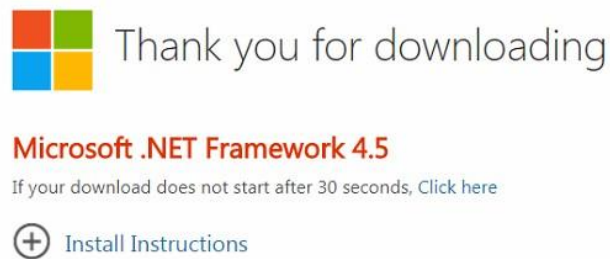 Thank you for downloading
Microsoft .NET Framework 4.5
If your download does not start after 30 seconds, Click here
Install Instructions